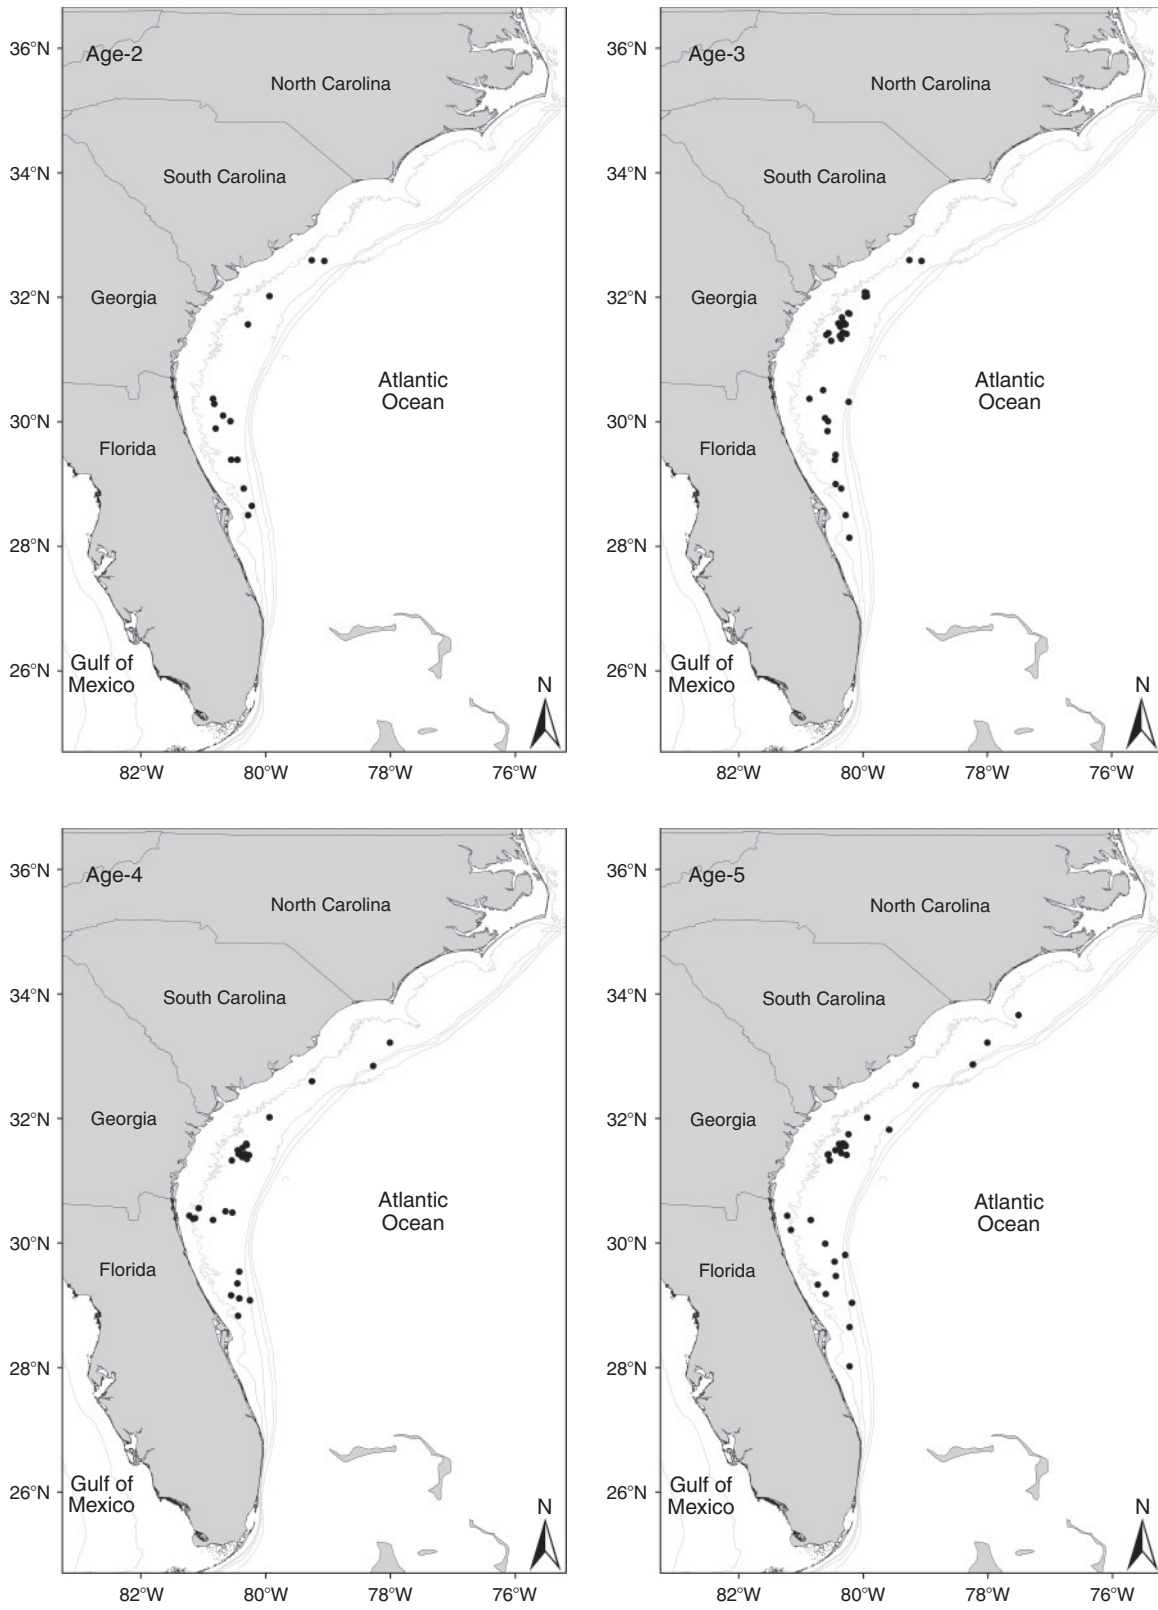 36°N
Age-2
North Carolina
34°N
South Carolina
32°N
Georgia
Atlantic
Ocean
30°N
Florida
28°N
26°N
Gulf of
Mexico
N
82°W
80°W
78°W
76°W
36°N
Age-3
North Carolina
34°N
South Carolina
32°N
Georgia
Atlantic
Ocean
30°N
Florida
28°N
26°N
Gulf of
Mexico
N
82°W
80°W
78°W
76°W
36°N
Age-4
North Carolina
34°N
South Carolina
32°N
Georgia
Atlantic
Ocean
30°N
Florida
28°N
26°N
Gulf of
Mexico
N
82°W
80°W
78°W
76°W
36°N
Age-5
North Carolina
34°N
South Carolina
32°N
Georgia
Atlantic
Ocean
30°N
Florida
28°N
26°N
Gulf of
Mexico
N
82°W
80°W
78°W
76°W